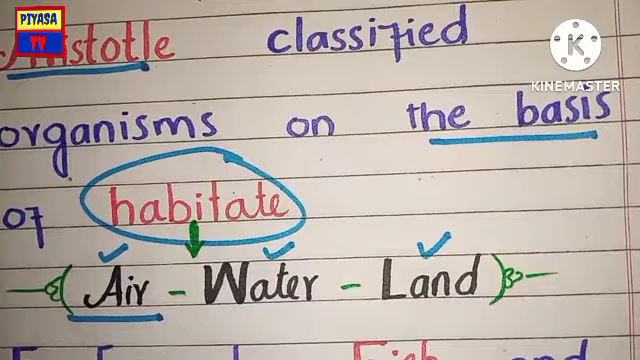 PIYASA
TV
KINEMASTER
Aristotle classified
organisms on the basis
of habitate
(Air - Water - Land)